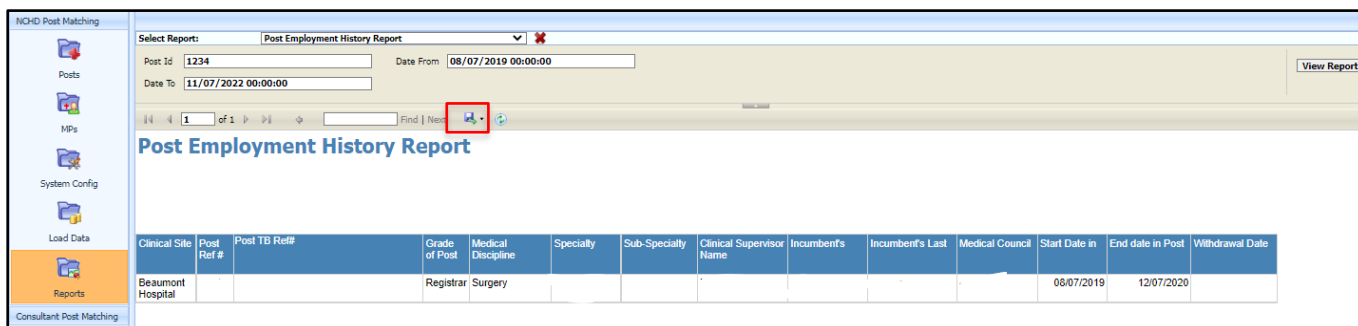 NCHD Post Matching
Posts
MPs
System Config
Load Data
Reports
Consultant Post Matching
Select Report: Post Employment History Report
Post Id 1234 Date From 08/07/2019 00:00:00
Date To 11/07/2022 00:00:00
View Report
1 of 1 Find | Next
Post Employment History Report
Clinical Site Post Ref # Post TB Ref# Grade of Post Medical Discipline Specialty Sub-Specialty Clinical Supervisor Name Incumbent's Incumbent's Last Medical Council Start Date in End date in Post Withdrawal Date
Beaumont Hospital Registrar Surgery 08/07/2019 12/07/2020